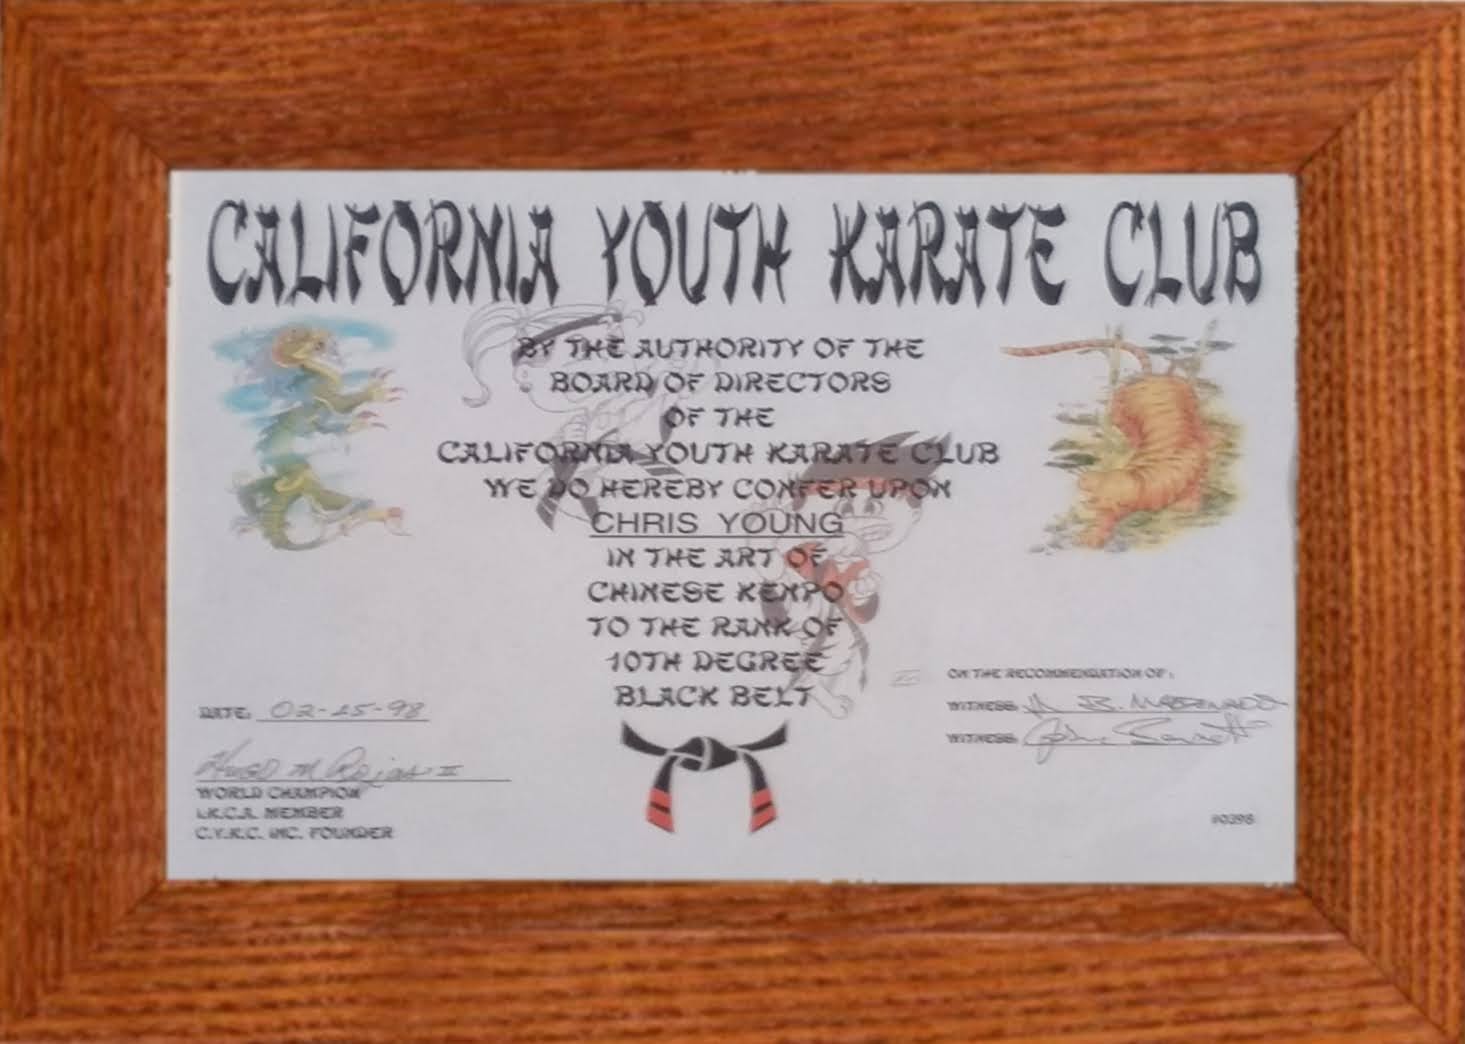 CALIFORNIA YOUTH KARATE CLUB
BY THE AUTHORITY OF THE
BOARD OF DIRECTORS
OF THE
CALIFORNIA YOUTH KARATE CLUB
WE DO HEREBY CONFER UPON
CHRIS YOUNG
IN THE ART OF
CHINESE KENPO
TO THE RANK OF
10TH DEGREE
BLACK BELT
DATE: 02-25-98
Hugo M Rojas II
WORLD CHAMPION
I.K.C.A. MEMBER
C.Y.K.C. INC. FOUNDER
ON THE RECOMMENDATION OF:
WITNESS: B. MALDONADO
WITNESS: John
#0398